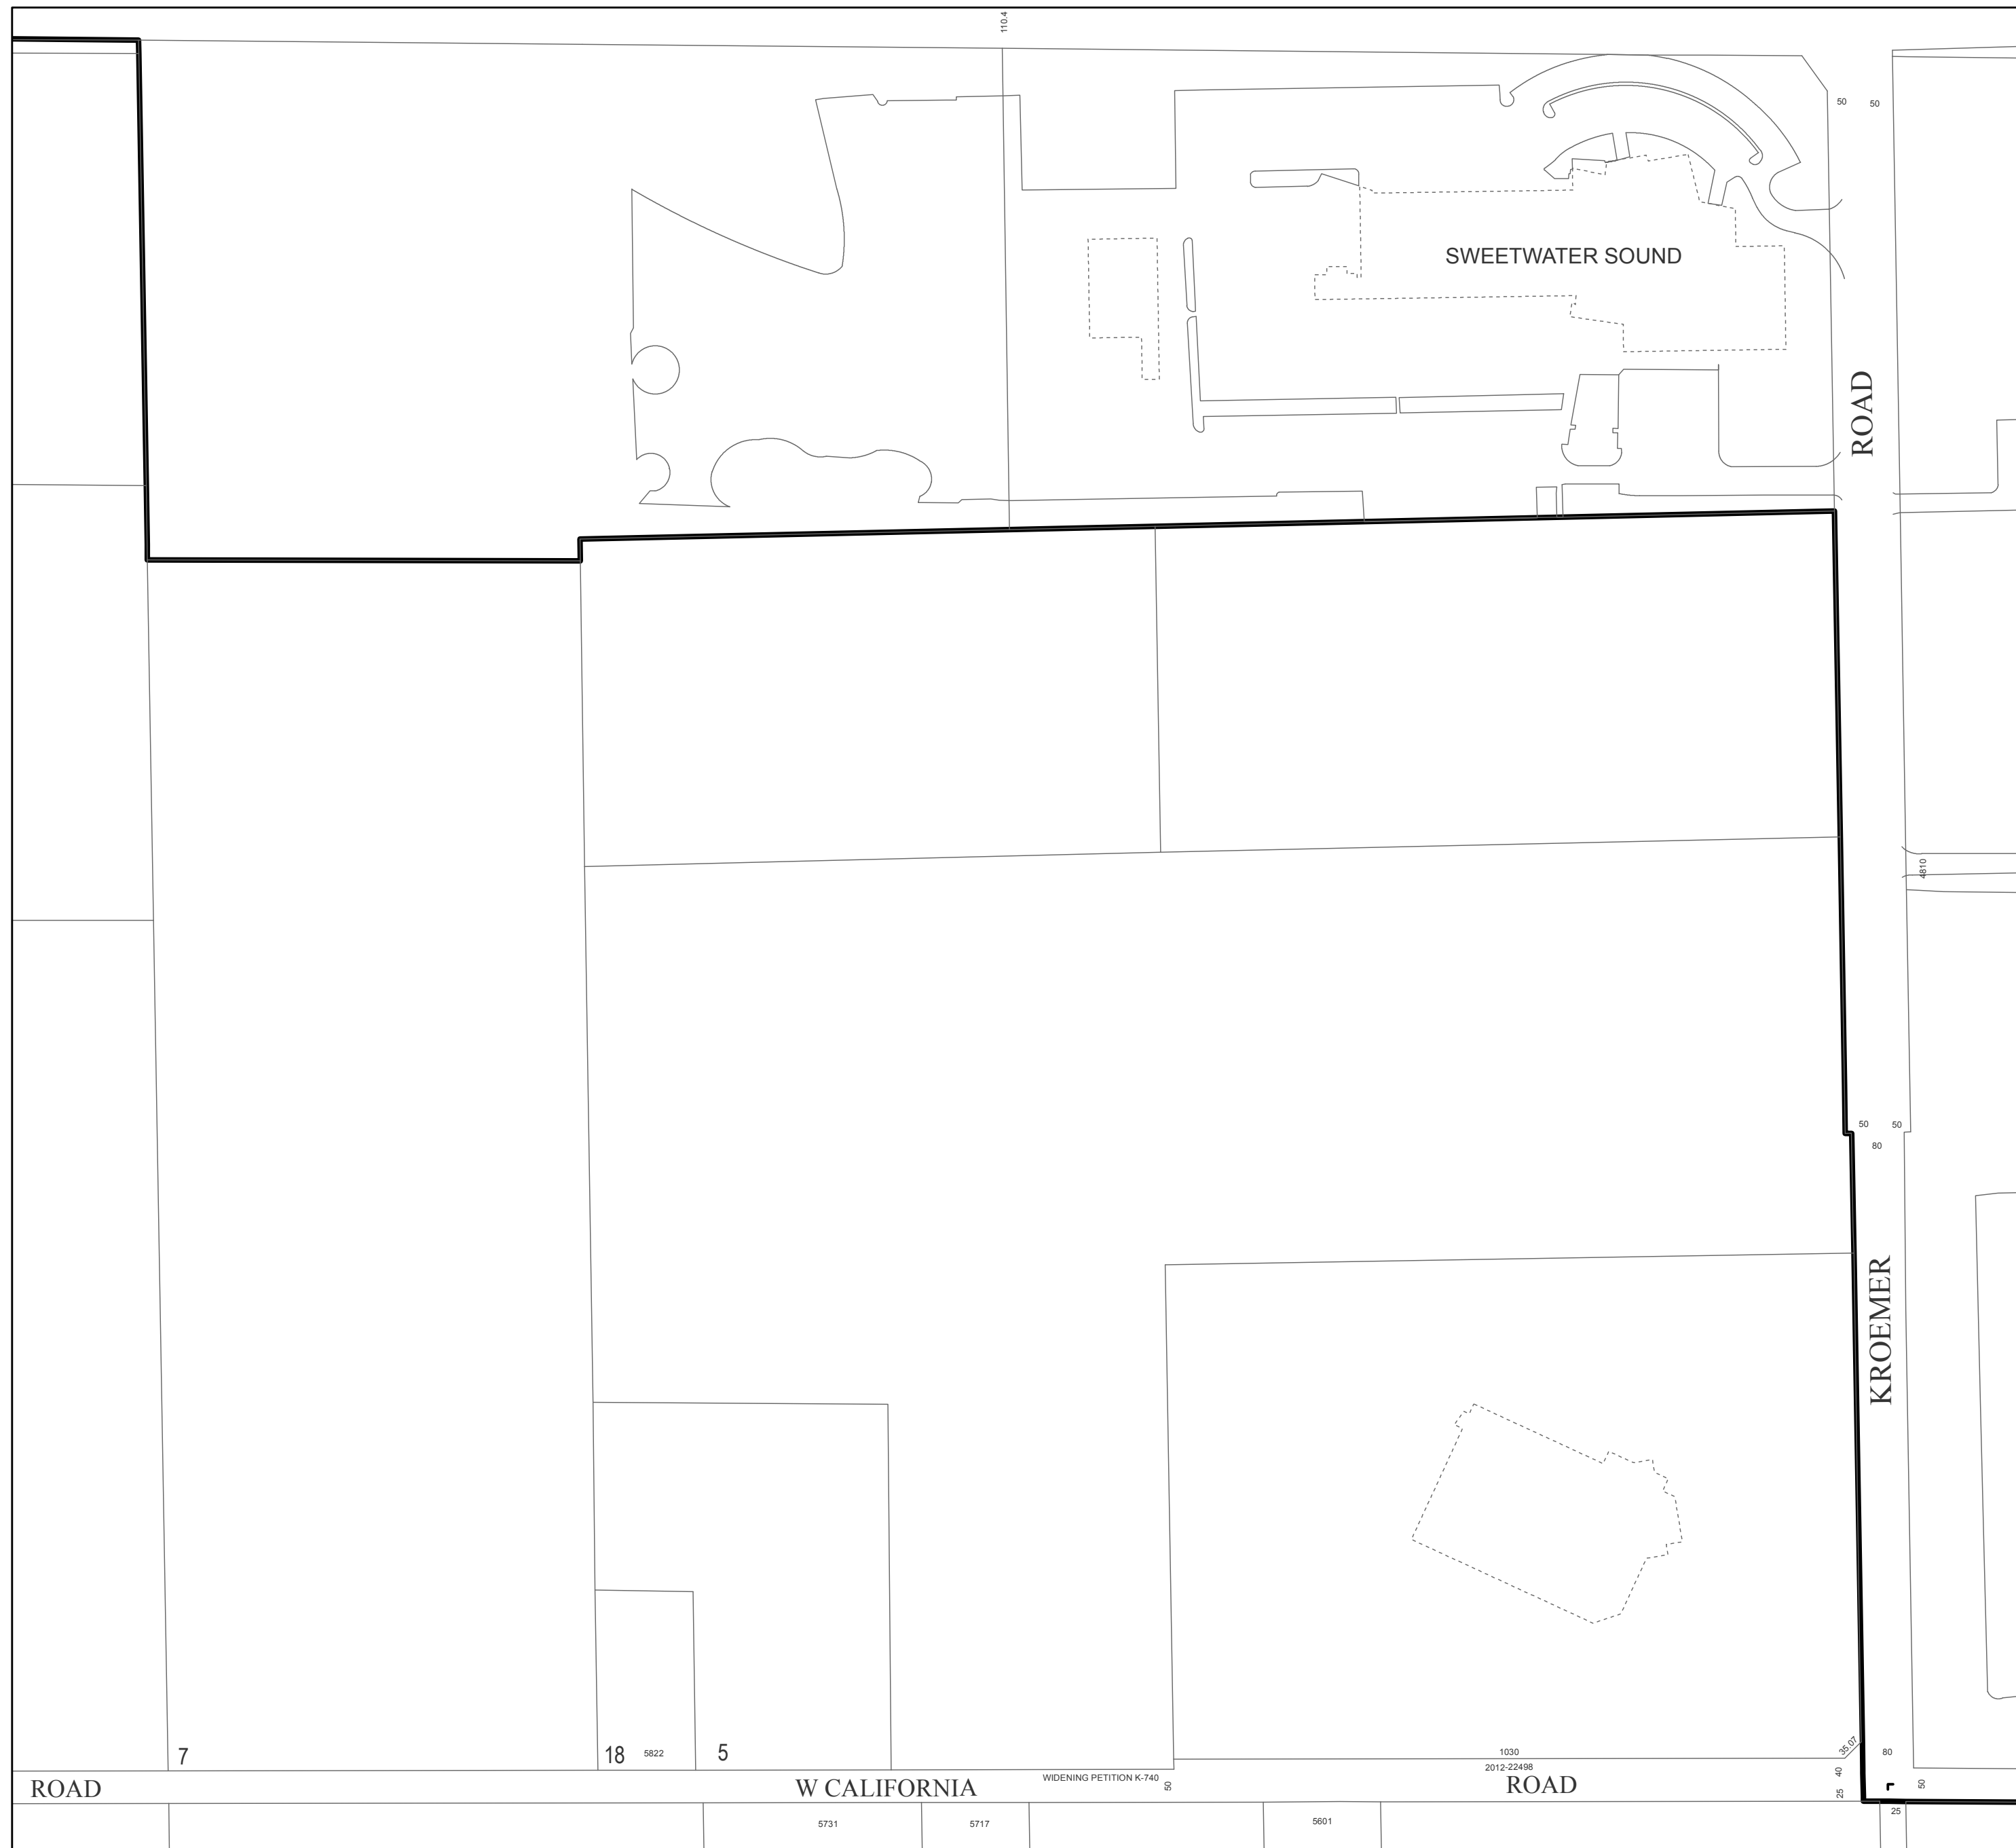 110.4
50 50
SWEETWATER SOUND
ROAD
4810
50 50
80
KROEMER
35.07
7
18 5822 5
1030
80
2012-22498
WIDENING PETITION K-740
50
ROAD
W CALIFORNIA
ROAD
40
25
50
25
5731
5717
5601